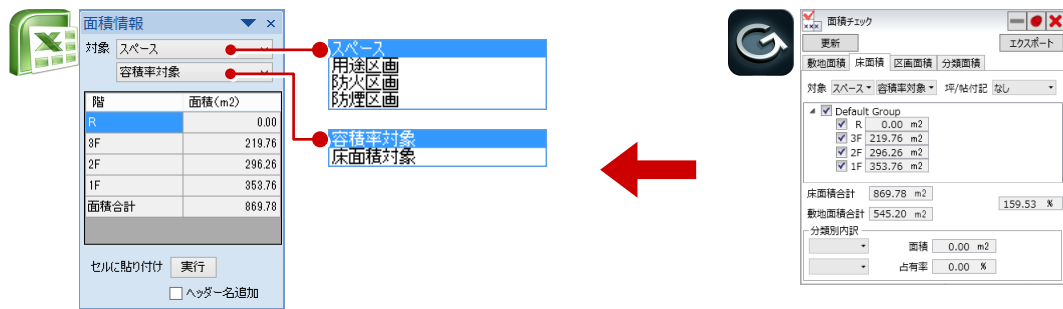 面積情報
対象 スペース
容積率対象
階 面積(m2)
R 0.00
3F 219.76
2F 296.26
1F 353.76
面積合計 869.78
セルに貼り付け 実行
ヘッダー名追加
スペース
用途区画
防火区画
防煙区画
容積率対象
床面積対象
面積チェック
更新 エクスポート
敷地面積 床面積 区画面積 分類面積
対象 スペース 容積率対象 坪/帖付記 なし
Default Group
R 0.00 m2
3F 219.76 m2
2F 296.26 m2
1F 353.76 m2
床面積合計 869.78 m2
159.53 %
敷地面積合計 545.20 m2
分類別内訳
面積 0.00 m2
占有率 0.00 %